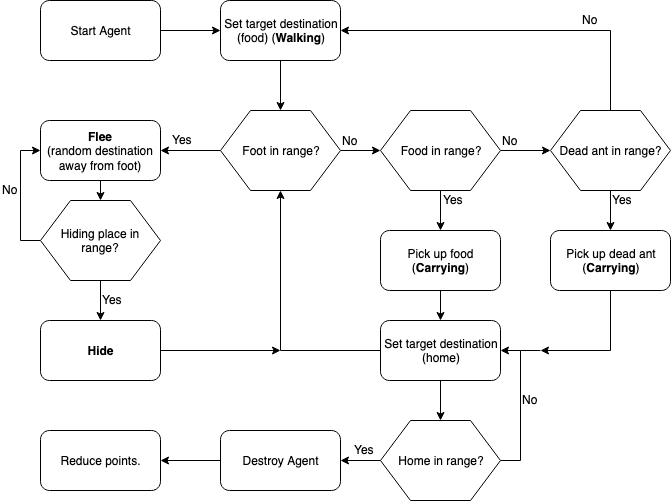 Start Agent
Set target destination
(food) (Walking)
No
Flee
(random destination
away from foot)
Yes
Foot in range?
No
Food in range?
No
Dead ant in range?
No
Yes
Yes
Hiding place in
range?
Pick up food
(Carrying)
Pick up dead ant
(Carrying)
Yes
Hide
Set target destination
(home)
No
Reduce points.
Destroy Agent
Yes
Home in range?